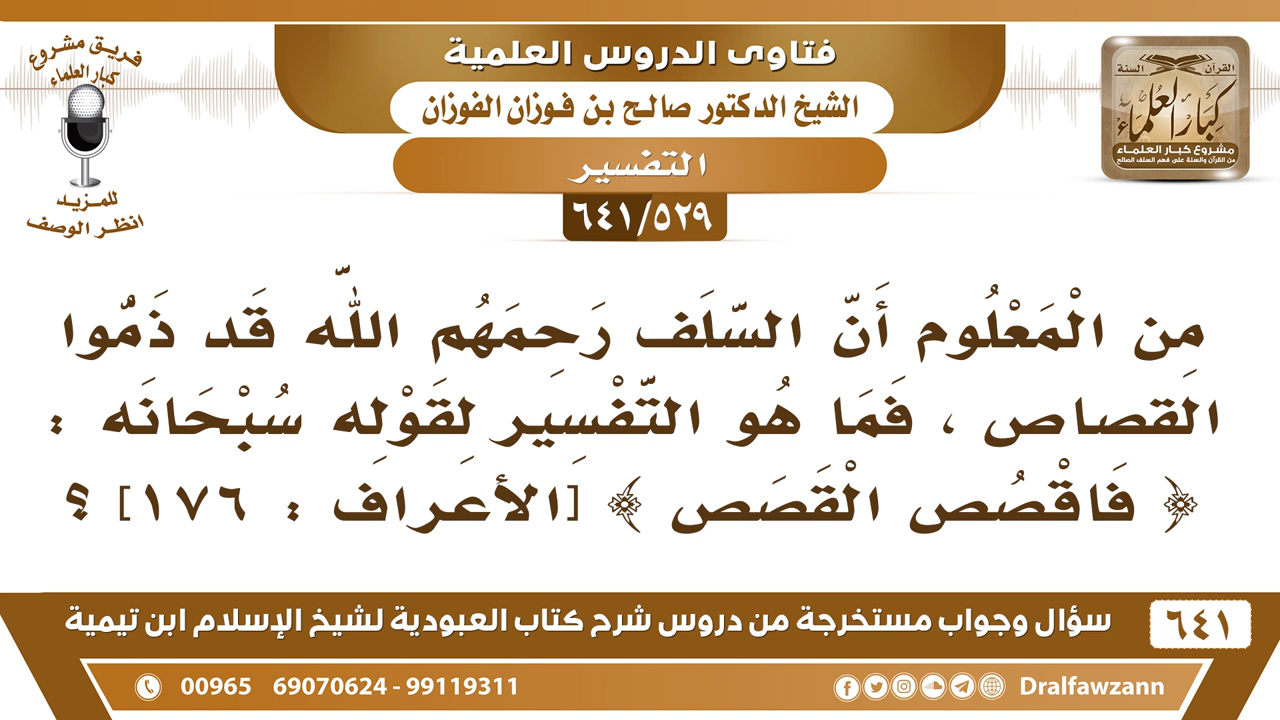 فتاوى الدروس العلمية
الشيخ الدكتور صالح بن فوزان الفوزان
التفسير
٦٤١/٥٢٩
فريق مشروع
كبار العلماء
للمزيد
انظر الوصف
القرآن السنة
كبار العلماء
مشروع كبار العلماء
من القرآن والسنة على فهم السلف الصالح
مِن الْمَعْلُوم أَنّ السَّلَف رَحِمَهُم اللّه قَد ذَمُّوا
القِصاص ، فَمَا هُو التَّفْسِيرِ لِقَوْلِه سُبْحَانَه :
﴿ فَاقْصُصِ الْقَصَص ﴾ [الأعراف : ١٧٦] ؟
سؤال وجواب مستخرجة من دروس شرح كتاب العبودية لشيخ الإسلام ابن تيمية
٦٤١
00965 69070624 - 99119311
Dralfawzann